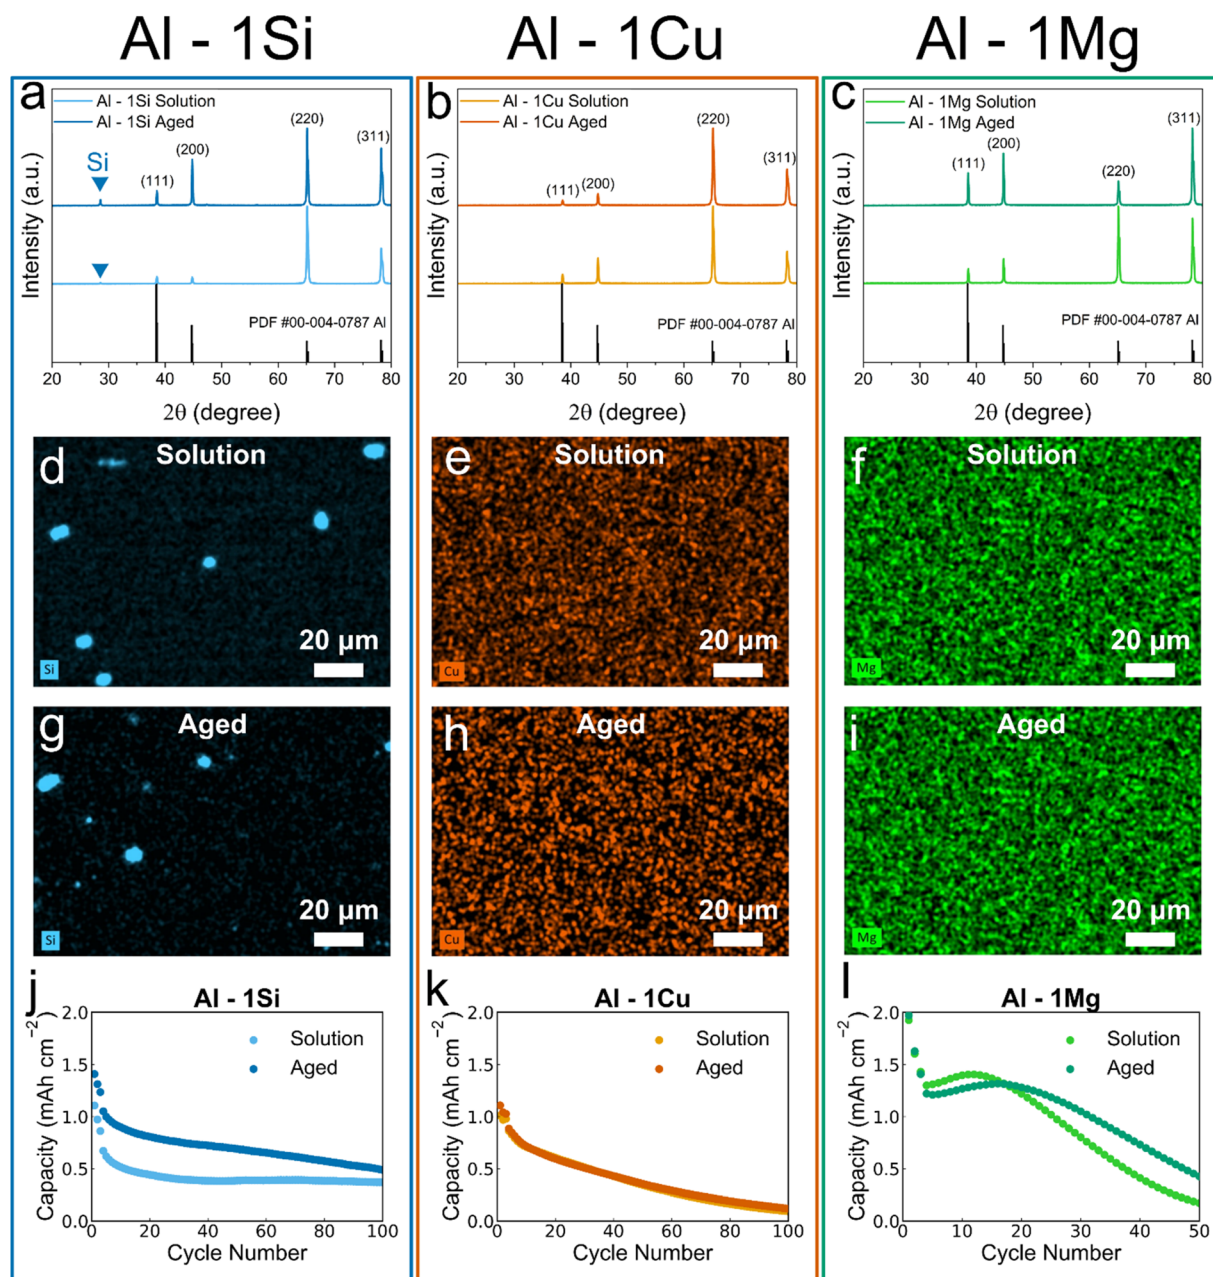 Al - 1Si
Al - 1Cu
Al - 1Mg
a
Al - 1Si Solution
Al - 1Si Aged
Si
(111)
(200)
(220)
(311)
PDF #00-004-0787 Al
Intensity (a.u.)
20 30 40 50 60 70 80
2θ (degree)
b
Al - 1Cu Solution
Al - 1Cu Aged
(111)
(200)
(220)
(311)
PDF #00-004-0787 Al
Intensity (a.u.)
20 30 40 50 60 70 80
2θ (degree)
c
Al - 1Mg Solution
Al - 1Mg Aged
(111)
(200)
(220)
(311)
PDF #00-004-0787 Al
Intensity (a.u.)
20 30 40 50 60 70 80
2θ (degree)
d
Solution
20 μm
Si
e
Solution
20 μm
Cu
f
Solution
20 μm
Mg
g
Aged
20 μm
Si
h
Aged
20 μm
Cu
i
Aged
20 μm
Mg
j
Al - 1Si
Solution
Aged
Capacity (mAh cm⁻²)
2.0
1.5
1.0
0.5
0.0
0 20 40 60 80 100
Cycle Number
k
Al - 1Cu
Solution
Aged
Capacity (mAh cm⁻²)
2.0
1.5
1.0
0.5
0.0
0 20 40 60 80 100
Cycle Number
l
Al - 1Mg
Solution
Aged
Capacity (mAh cm⁻²)
2.0
1.5
1.0
0.5
0.0
0 10 20 30 40 50
Cycle Number